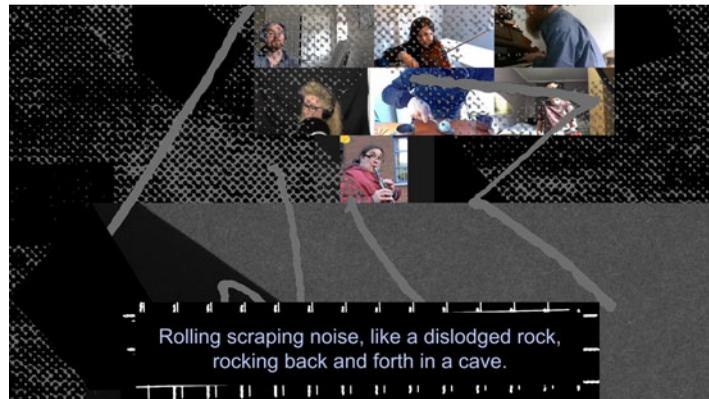 Rolling scraping noise, like a dislodged rock,
rocking back and forth in a cave.